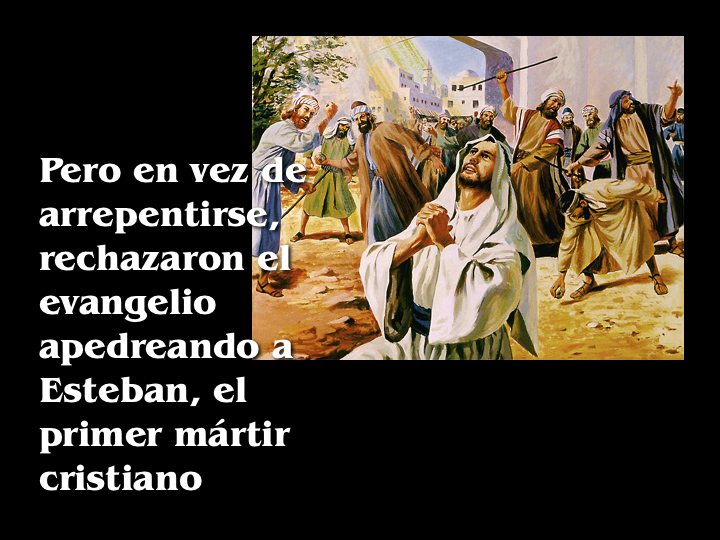 Pero en vez de
arrepentirse,
rechazaron el
evangelio
apedreando a
Esteban, el
primer mártir
cristiano